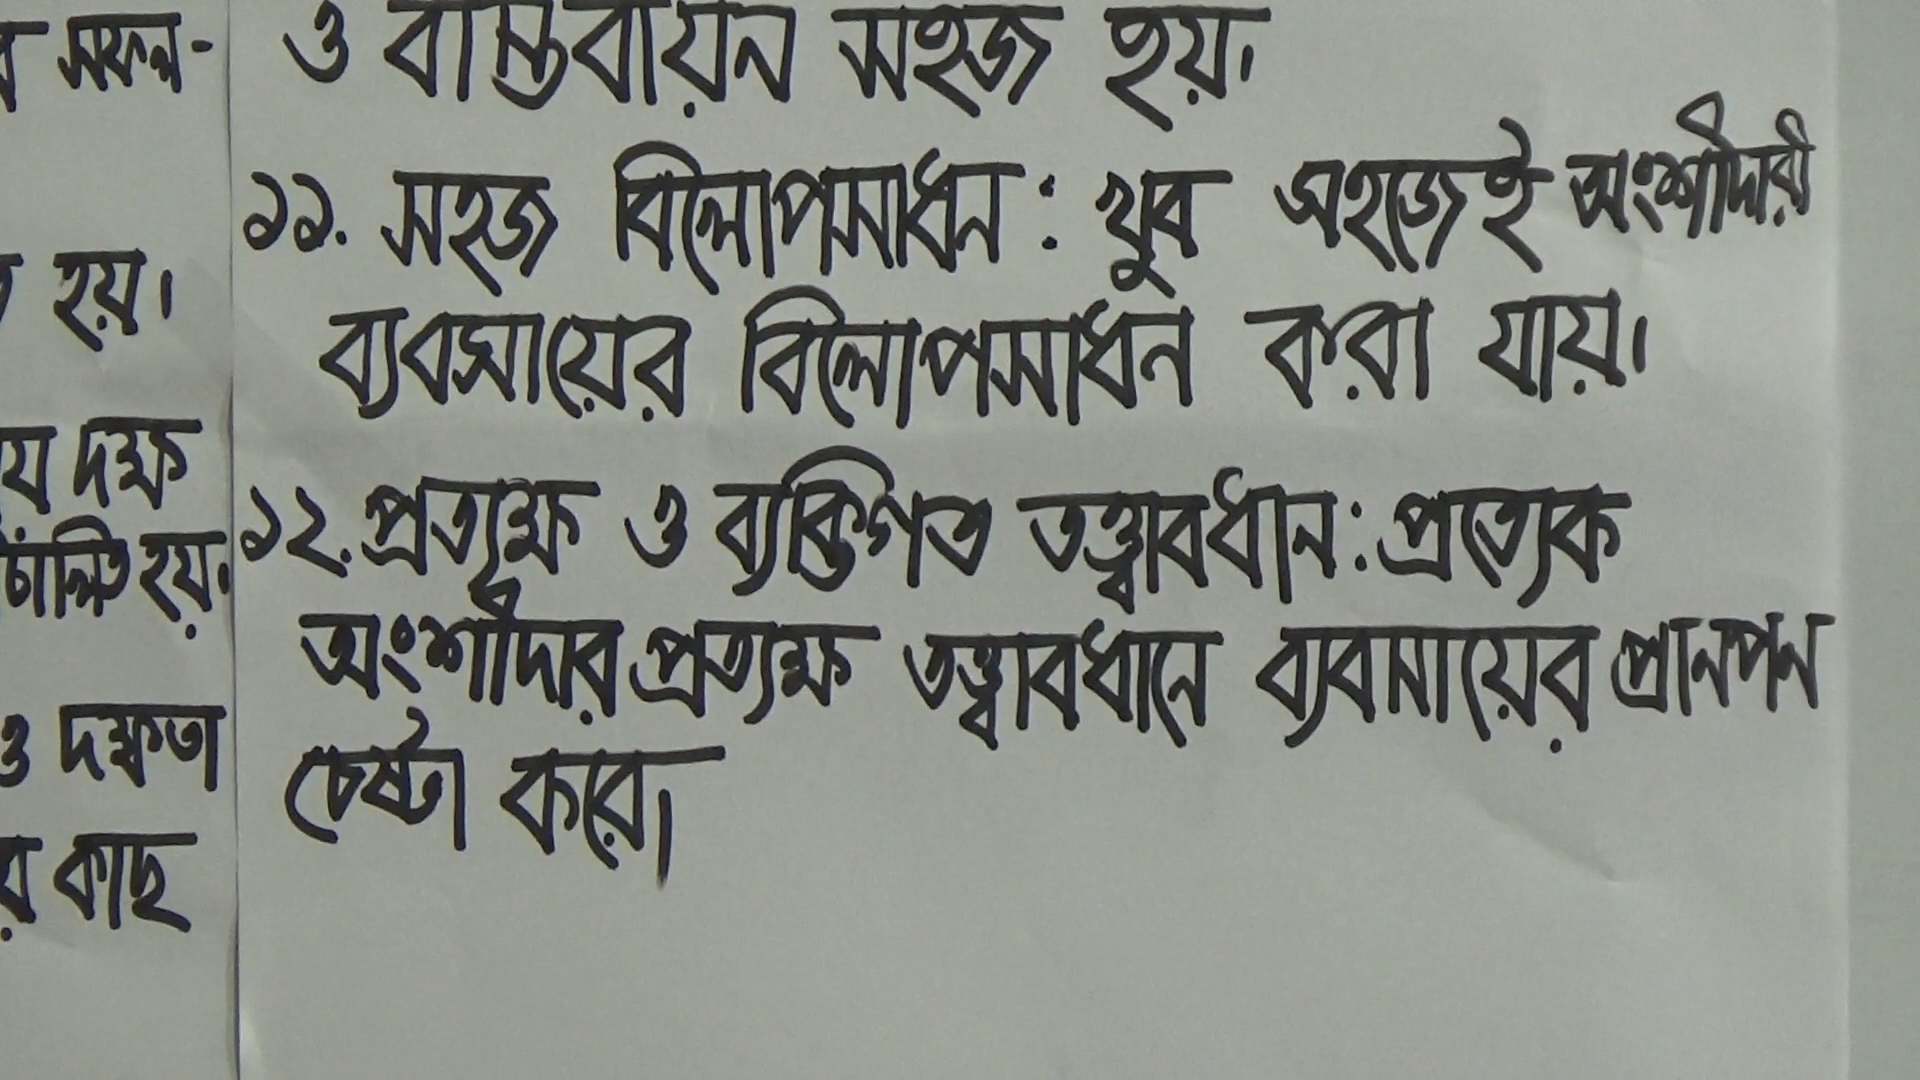 সকল-
হয়।
য় দক্ষ
চালিত হয়।
ও দক্ষতা
র কাছ
ও বাস্তবায়ন সহজ হয়।
১১. সহজ বিলোপসাধন : খুব সহজেই অংশীদারী
ব্যবসায়ের বিলোপসাধন করা যায়।
১২. প্রত্যক্ষ ও ব্যক্তিগত তত্ত্বাবধান : প্রত্যেক
অংশীদার প্রত্যক্ষ তত্ত্বাবধানে ব্যবসায়ের প্রানপন
চেষ্টা করে।